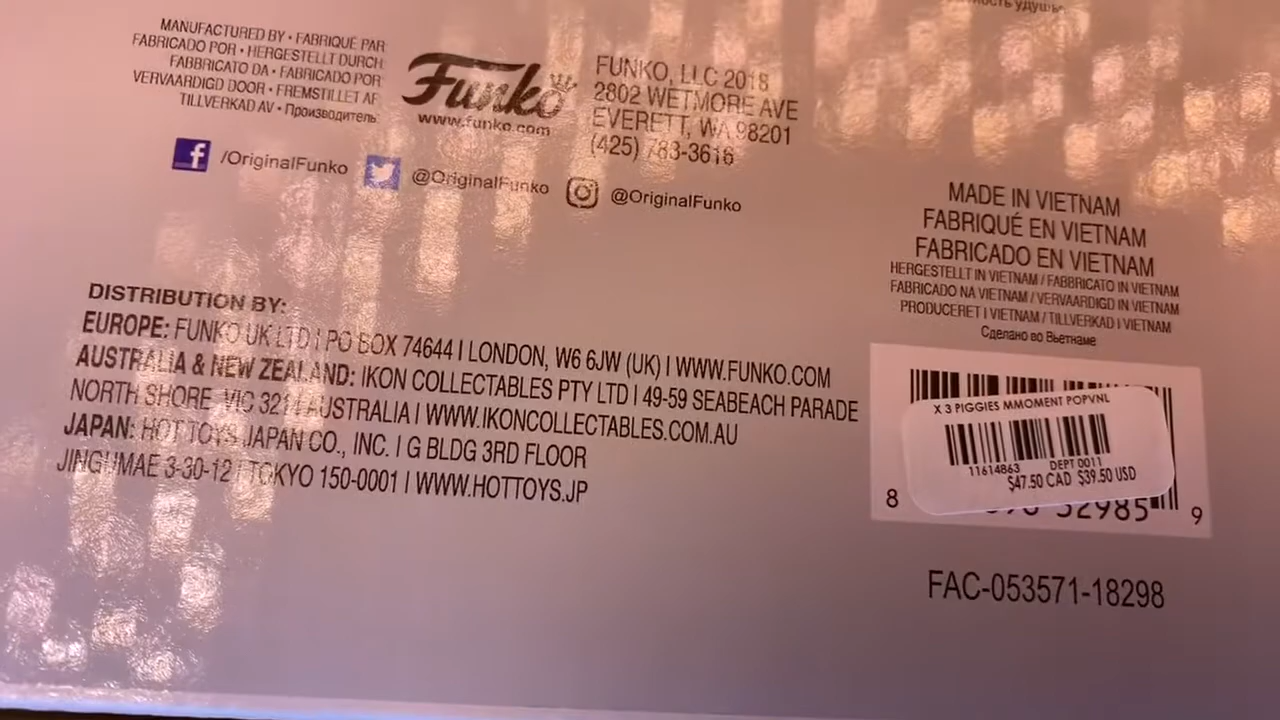 MANUFACTURED BY • FABRIQUÉ PAR
FABRICADO POR • HERGESTELLT DURCH
FABBRICATO DA • FABRICADO POR
VERVAARDIGD DOOR • FREMSTILLET AF
TILLVERKAD AV • Производитель:
Funko
www.funko.com
FUNKO, LLC 2018
2802 WETMORE AVE
EVERETT, WA 98201
(425) 783-3616
/OriginalFunko
@OriginalFunko
@OriginalFunko
MADE IN VIETNAM
FABRIQUÉ EN VIETNAM
FABRICADO EN VIETNAM
HERGESTELLT IN VIETNAM / FABBRICATO IN VIETNAM
FABRICADO NA VIETNAM / VERVAARDIGD IN VIETNAM
PRODUCERET I VIETNAM / TILLVERKAD I VIETNAM
Сделано во Вьетнаме
DISTRIBUTION BY:
EUROPE: FUNKO UK LTD | PO BOX 74644 | LONDON, W6 6JW (UK) | WWW.FUNKO.COM
AUSTRALIA & NEW ZEALAND: IKON COLLECTABLES PTY LTD | 49-59 SEABEACH PARADE
NORTH SHORE, VIC 3214 AUSTRALIA | WWW.IKONCOLLECTABLES.COM.AU
JAPAN: HOT TOYS JAPAN CO., INC. | G BLDG 3RD FLOOR
JINGUMAE 3-30-12 | TOKYO 150-0001 | WWW.HOTTOYS.JP
X 3 PIGGIES MMOMENT POPVNL
11614863 DEPT 0011
$47.50 CAD $39.50 USD
8 52985 9
FAC-053571-18298